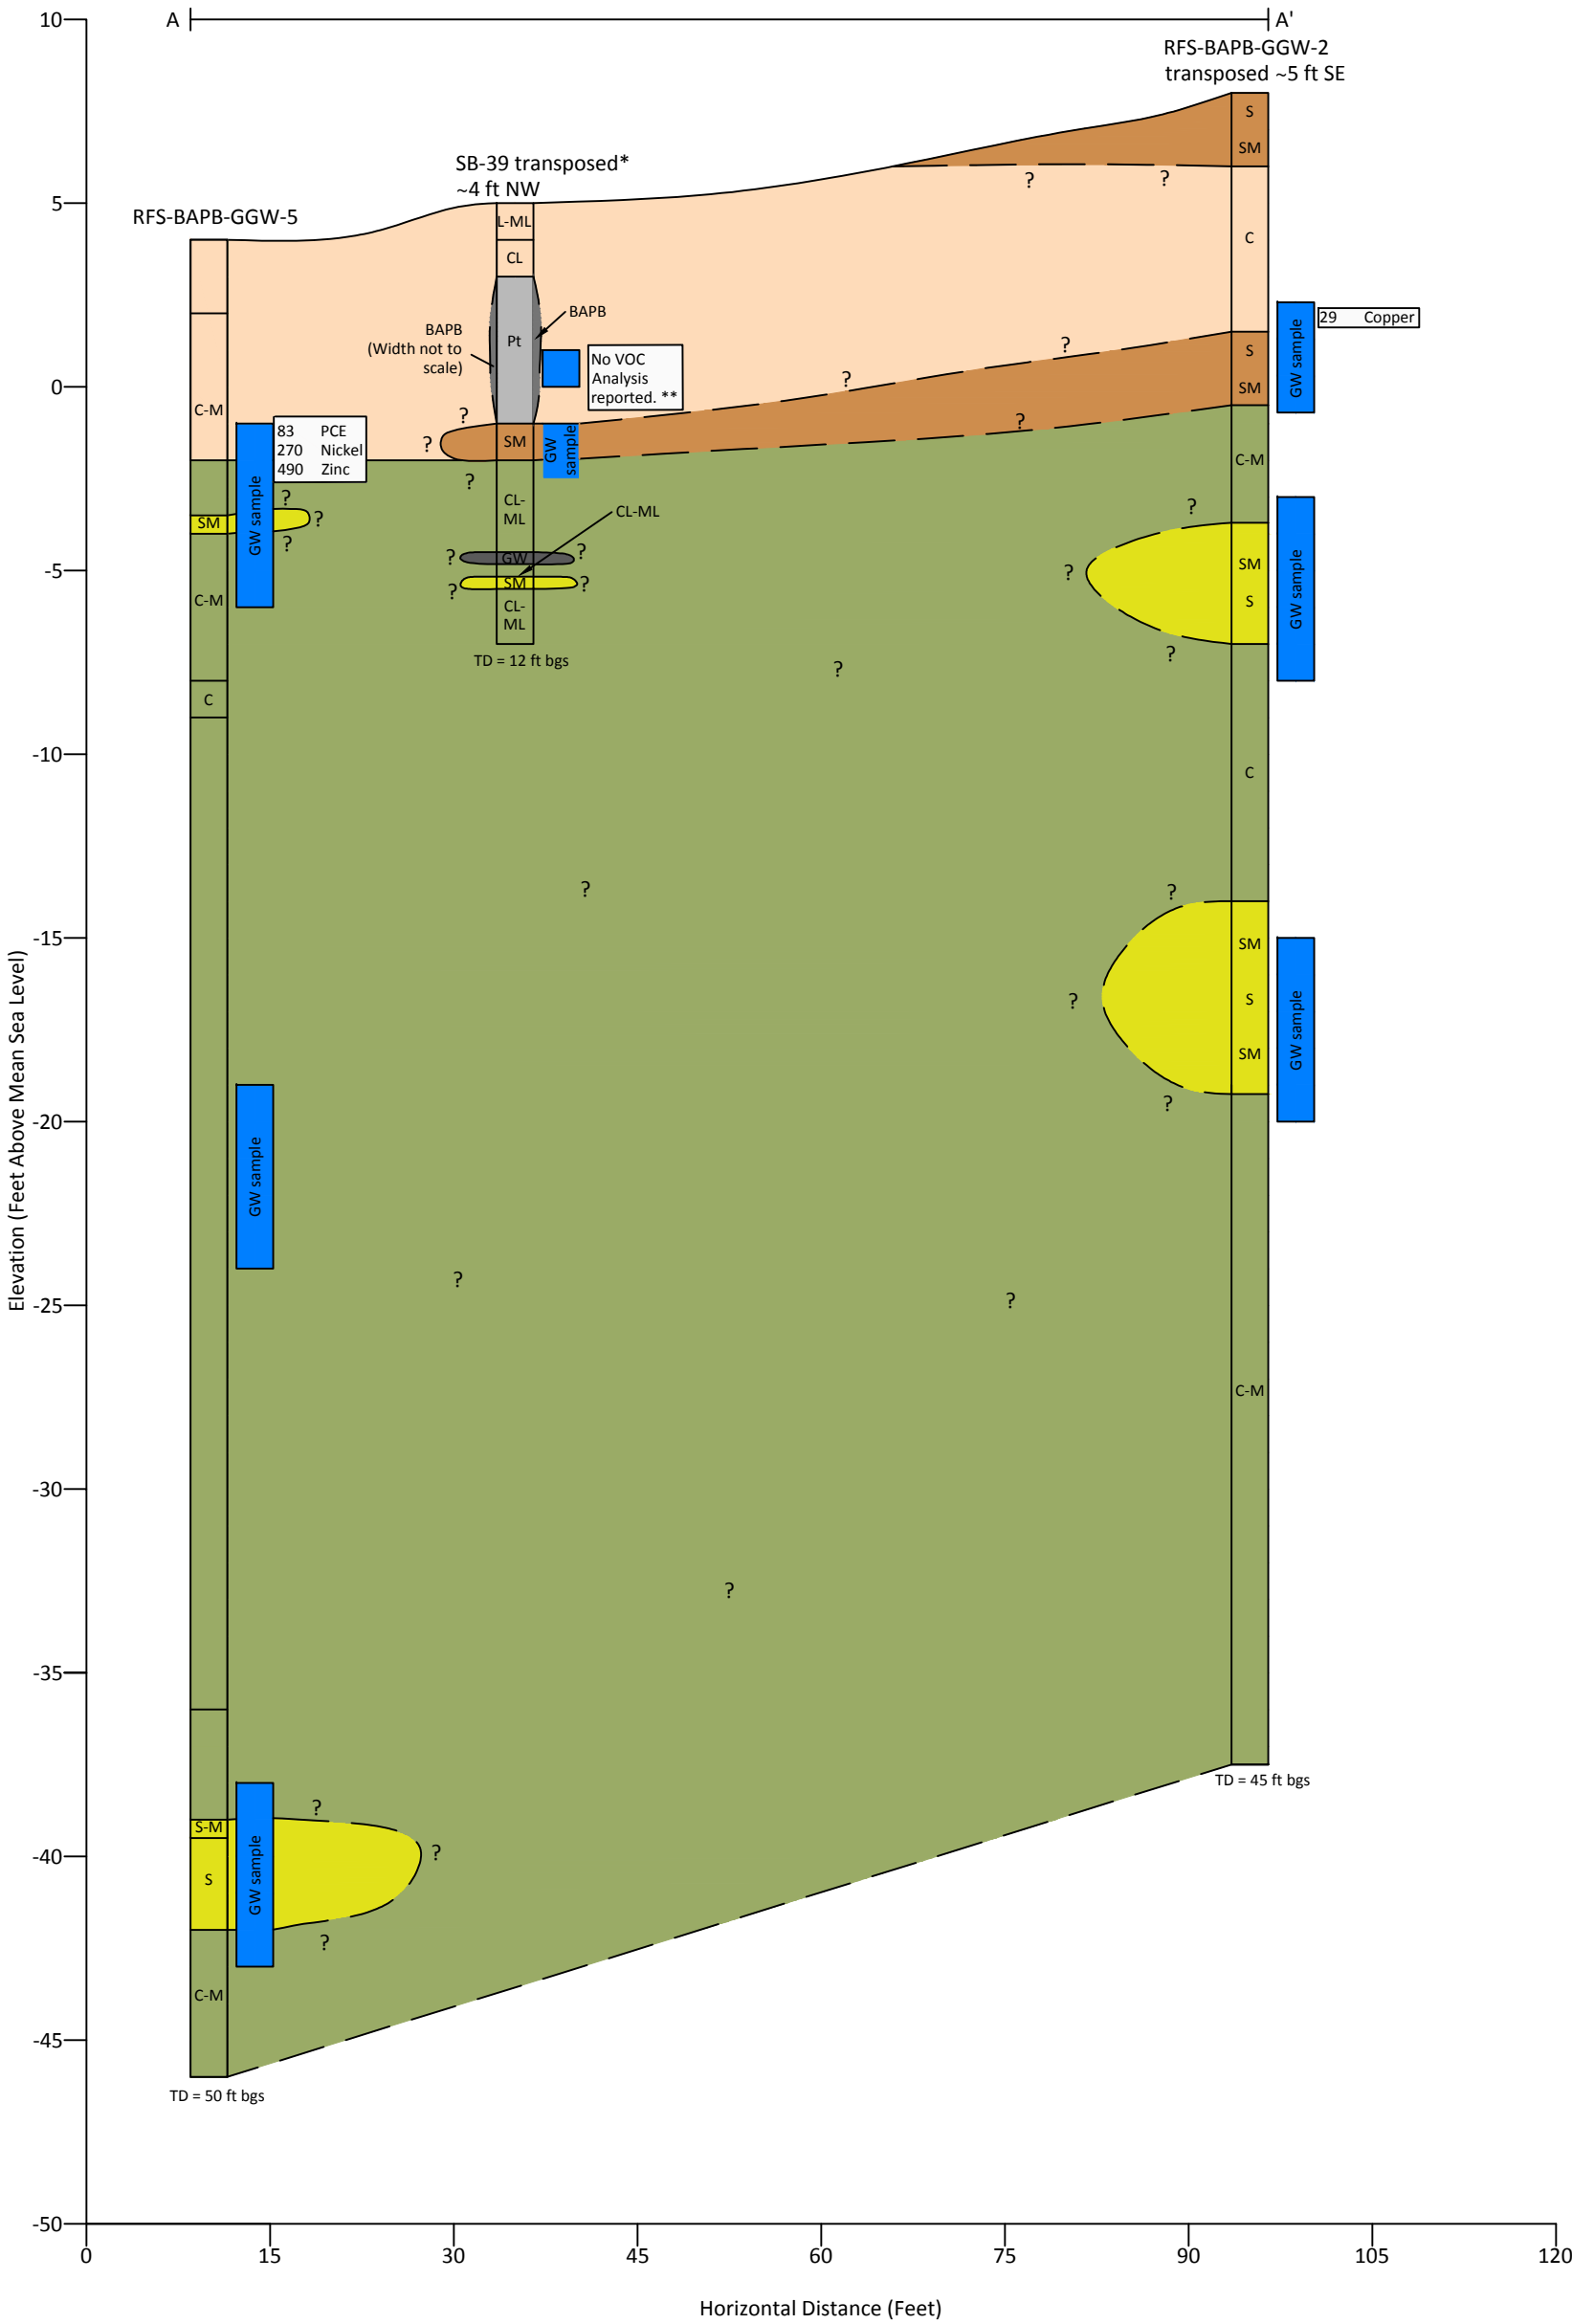 10
A
A'
RFS-BAPB-GGW-2
transposed ~5 ft SE
S
SM
SB-39 transposed*
~4 ft NW
? ?
5
RFS-BAPB-GGW-5
L-ML
C
CL
29 Copper
GW sample
BAPB
BAPB
(Width not to
scale)
Pt
No VOC
Analysis
reported. **
?
?
S
SM
0
C-M
83 PCE
270 Nickel
490 Zinc
?
?
SM
GW
sample
?
C-M
?
CL-
ML
CL-ML
SM
GW sample
?
?
?
?
GW
?
?
?
SM
S
GW sample
-5
C-M
?
SM
?
CL-
ML
TD = 12 ft bgs
?
?
C
-10
C
?
?
-15
SM
S
SM
GW sample
?
?
-20
GW sample
?
?
-25
C-M
-30
?
-35
TD = 45 ft bgs
?
S-M
S
GW sample
?
-40
?
C-M
-45
TD = 50 ft bgs
-50
Elevation (Feet Above Mean Sea Level)
0 15 30 45 60 75 90 105 120
Horizontal Distance (Feet)